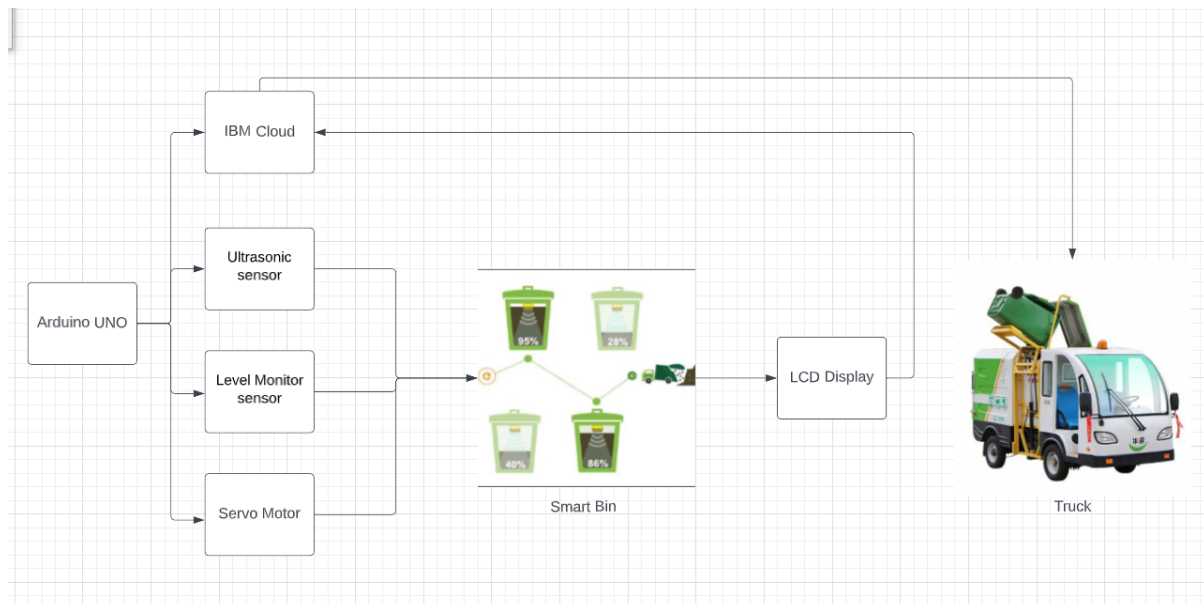 IBM Cloud
Ultrasonic
sensor
Arduino UNO
Level Monitor
sensor
Servo Motor
95%
28%
40%
86%
Smart Bin
LCD Display
Truck